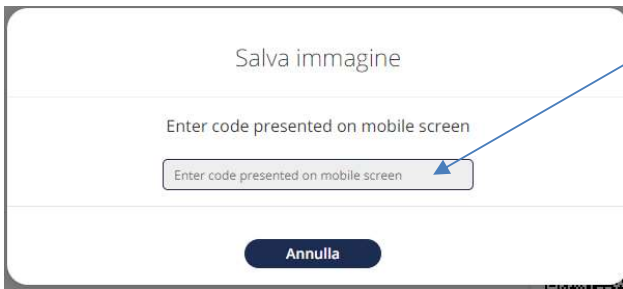 Salva immagine
Enter code presented on mobile screen
Enter code presented on mobile screen
Annulla